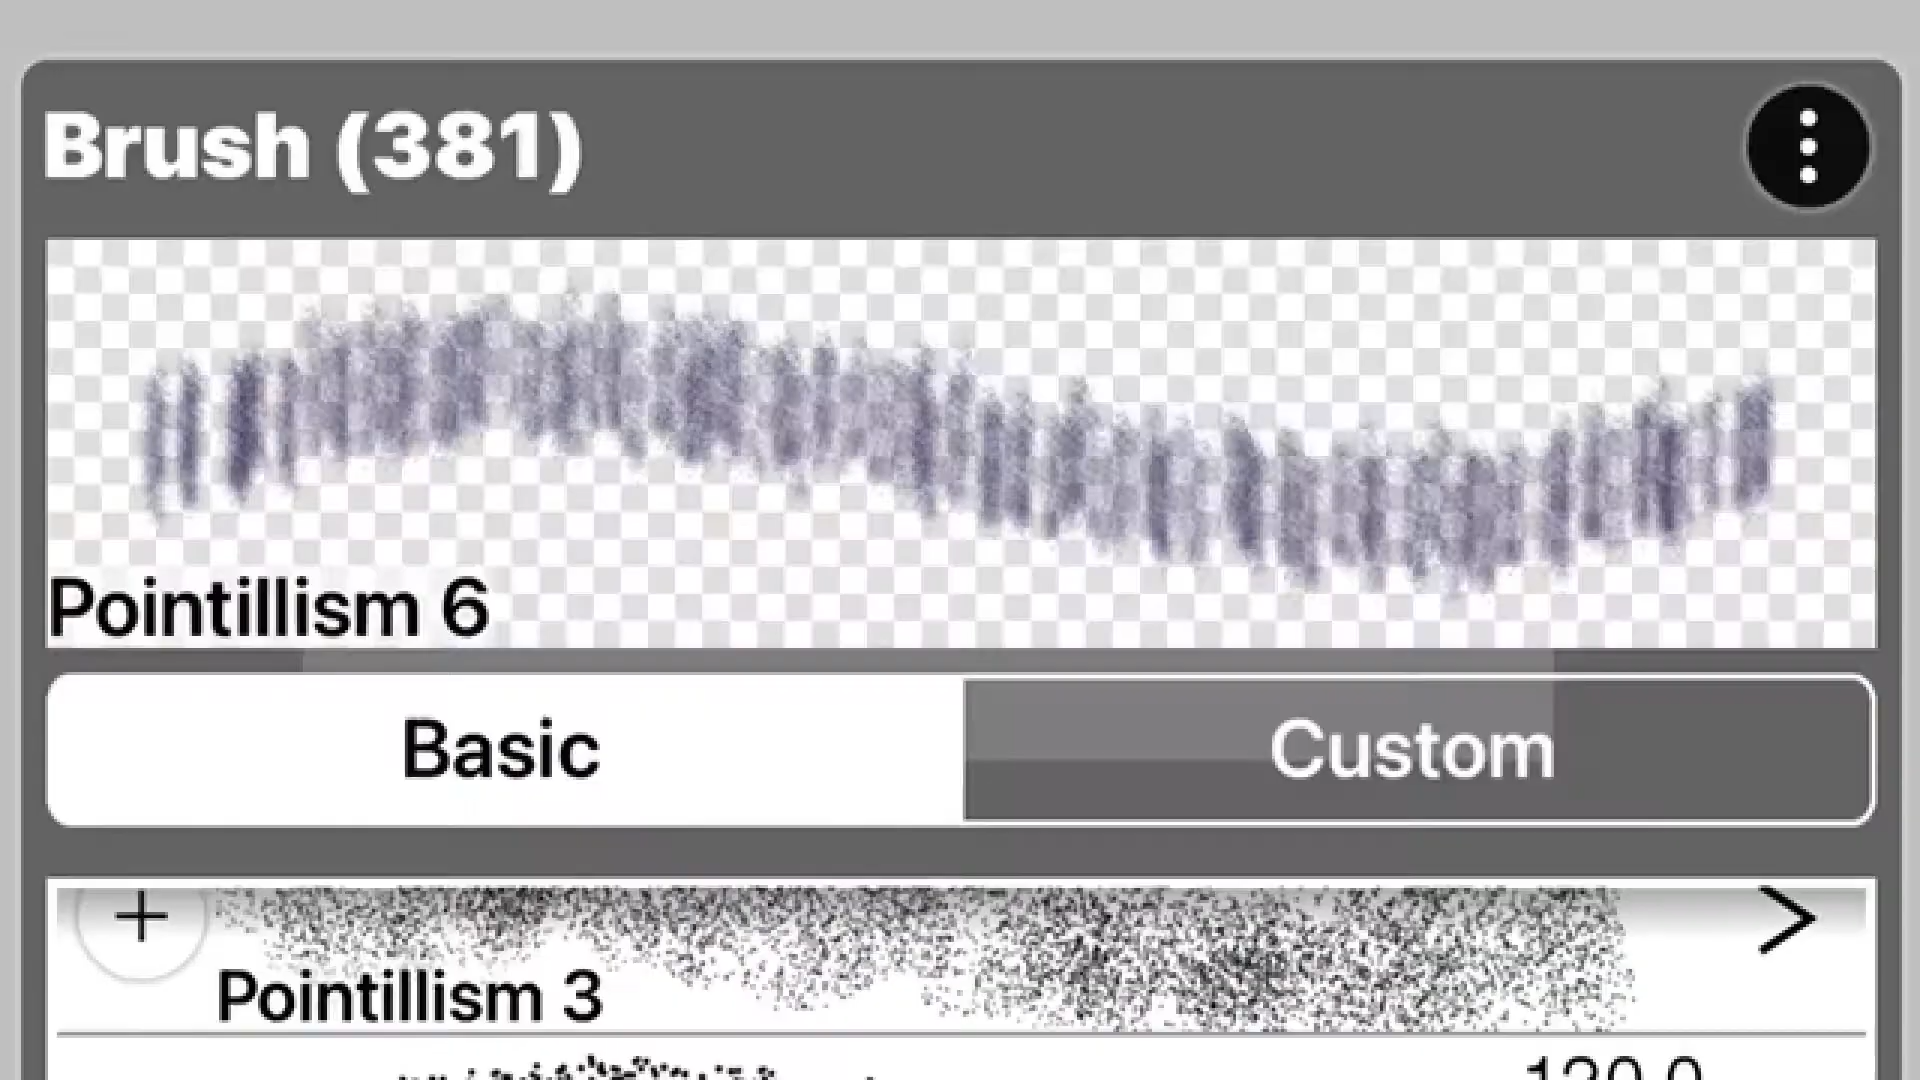 Brush (381)
Pointillism 6
Basic
Custom
Pointillism 3